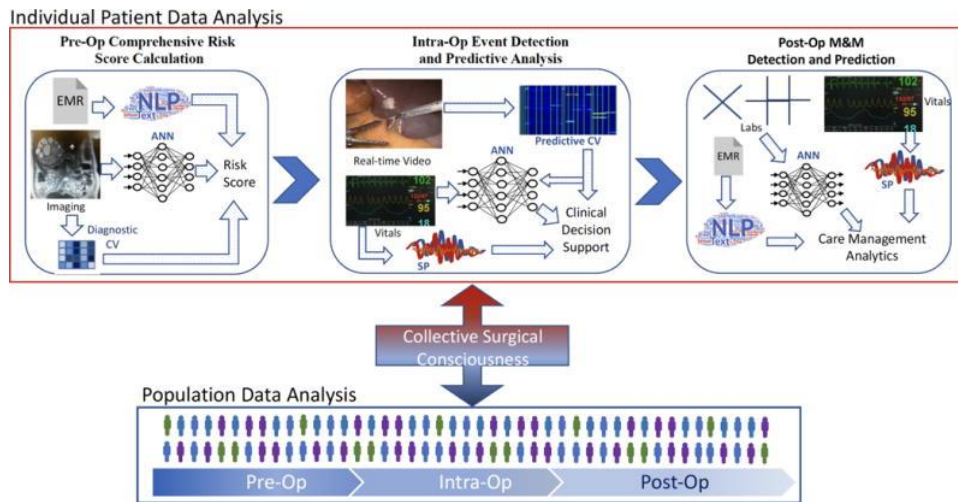 Individual Patient Data Analysis
Pre-Op Comprehensive Risk
Score Calculation
EMR
NLP
Text
ANN
Risk
Score
Imaging
Diagnostic
CV
Intra-Op Event Detection
and Predictive Analysis
Real-time Video
Predictive CV
ANN
102
95
18
Vitals
SP
Clinical
Decision
Support
Post-Op M&M
Detection and Prediction
Labs
102
95
18
Vitals
EMR
ANN
SP
NLP
Text
Care Management
Analytics
Collective Surgical
Consciousness
Population Data Analysis
Pre-Op
Intra-Op
Post-Op